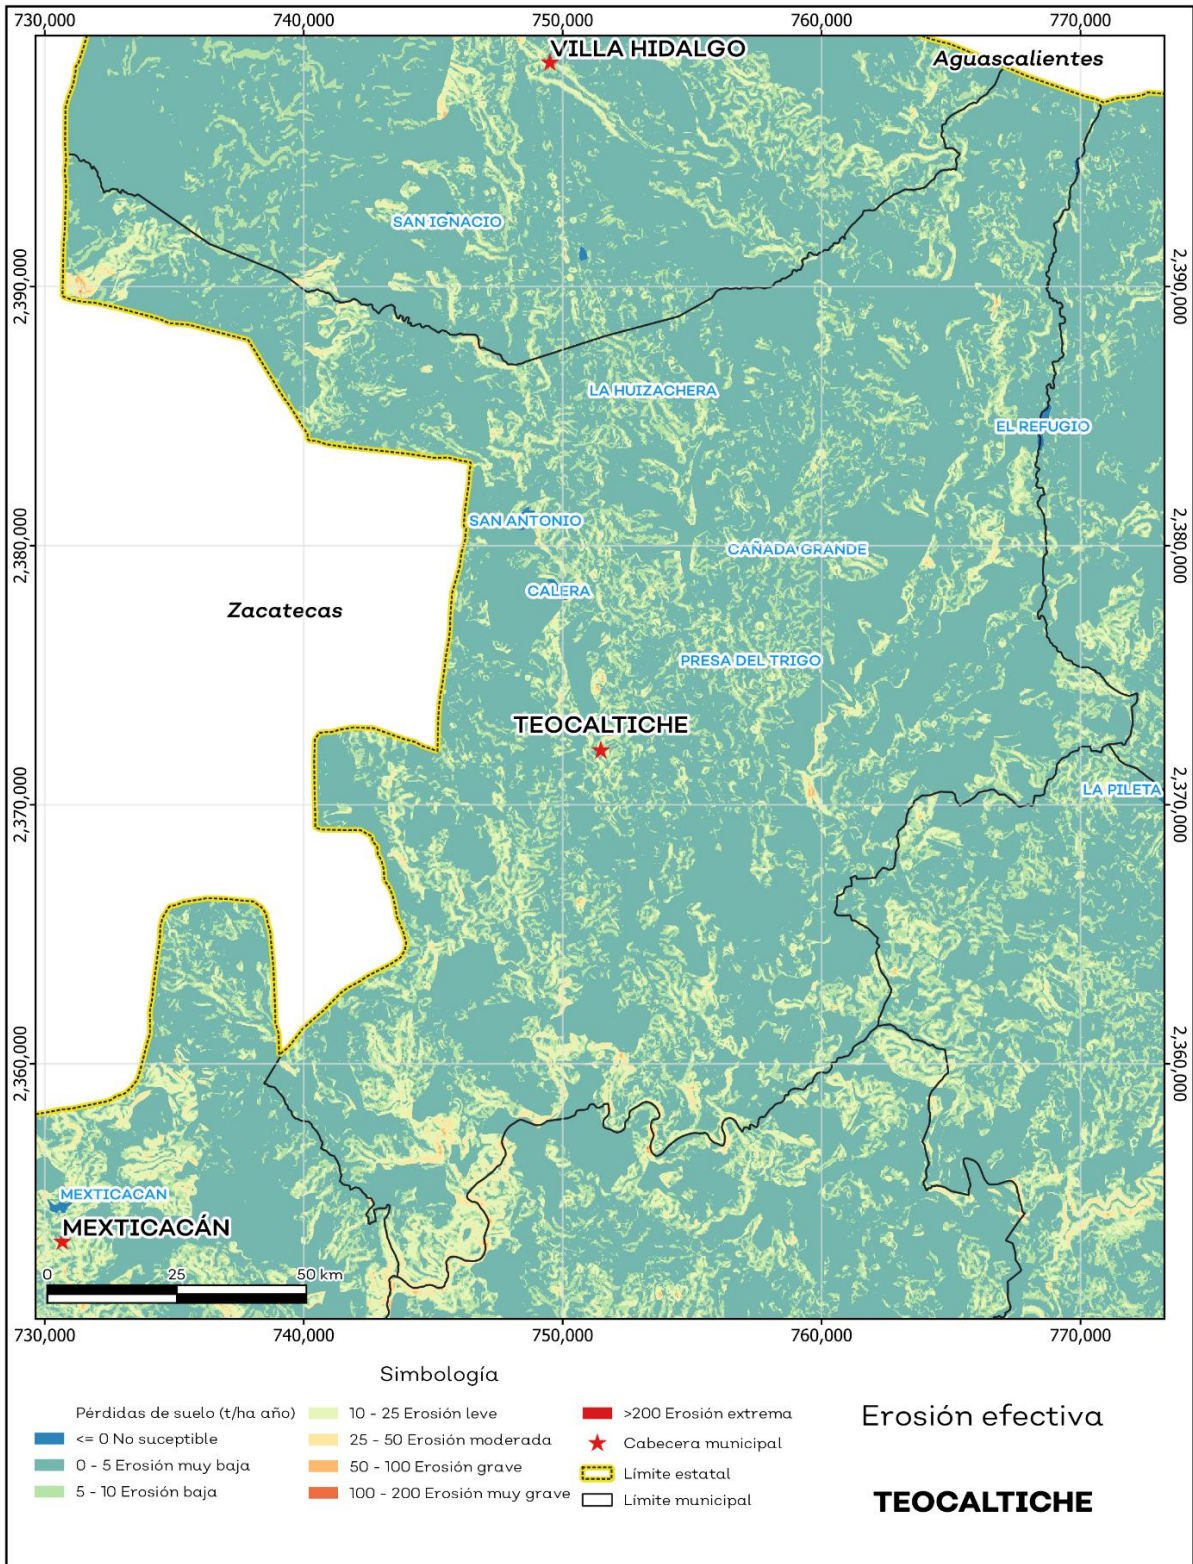 730,000 740,000 750,000 760,000 770,000
VILLA HIDALGO
Aguascalientes
SAN IGNACIO
2,390,000 2,390,000
LA HUIZACHERA
EL REFUGIO
SAN ANTONIO
2,380,000 2,380,000
CAÑADA GRANDE
CALERA
Zacatecas
PRESA DEL TRIGO
TEOCALTICHE
LA PILETA
2,370,000 2,370,000
2,360,000 2,360,000
MEXTICACAN
MEXTICACÁN
0 25 50 km
730,000 740,000 750,000 760,000 770,000
Simbología
Pérdidas de suelo (t/ha año)
<= 0 No suceptible
0 - 5 Erosión muy baja
5 - 10 Erosión baja
10 - 25 Erosión leve
25 - 50 Erosión moderada
50 - 100 Erosión grave
100 - 200 Erosión muy grave
>200 Erosión extrema
Cabecera municipal
Límite estatal
Límite municipal
Erosión efectiva
TEOCALTICHE